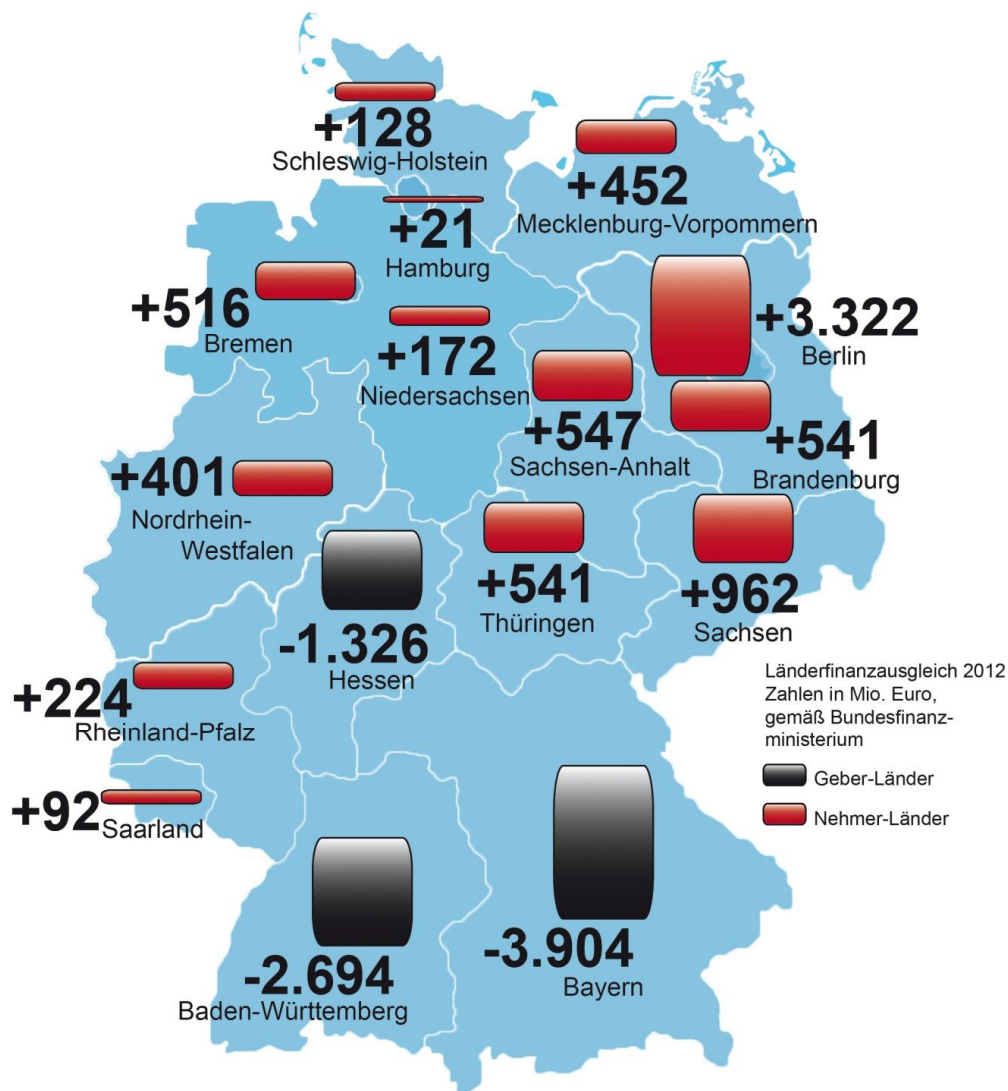 +128
Schleswig-Holstein
+452
Mecklenburg-Vorpommern
+21
Hamburg
+516
Bremen
+3.322
Berlin
+172
Niedersachsen
+547
Sachsen-Anhalt
+541
Brandenburg
+401
Nordrhein-
Westfalen
+541
Thüringen
+962
Sachsen
-1.326
Hessen
+224
Rheinland-Pfalz
Länderfinanzausgleich 2012
Zahlen in Mio. Euro,
gemäß Bundesfinanz-
ministerium
Geber-Länder
Nehmer-Länder
+92
Saarland
-2.694
Baden-Württemberg
-3.904
Bayern